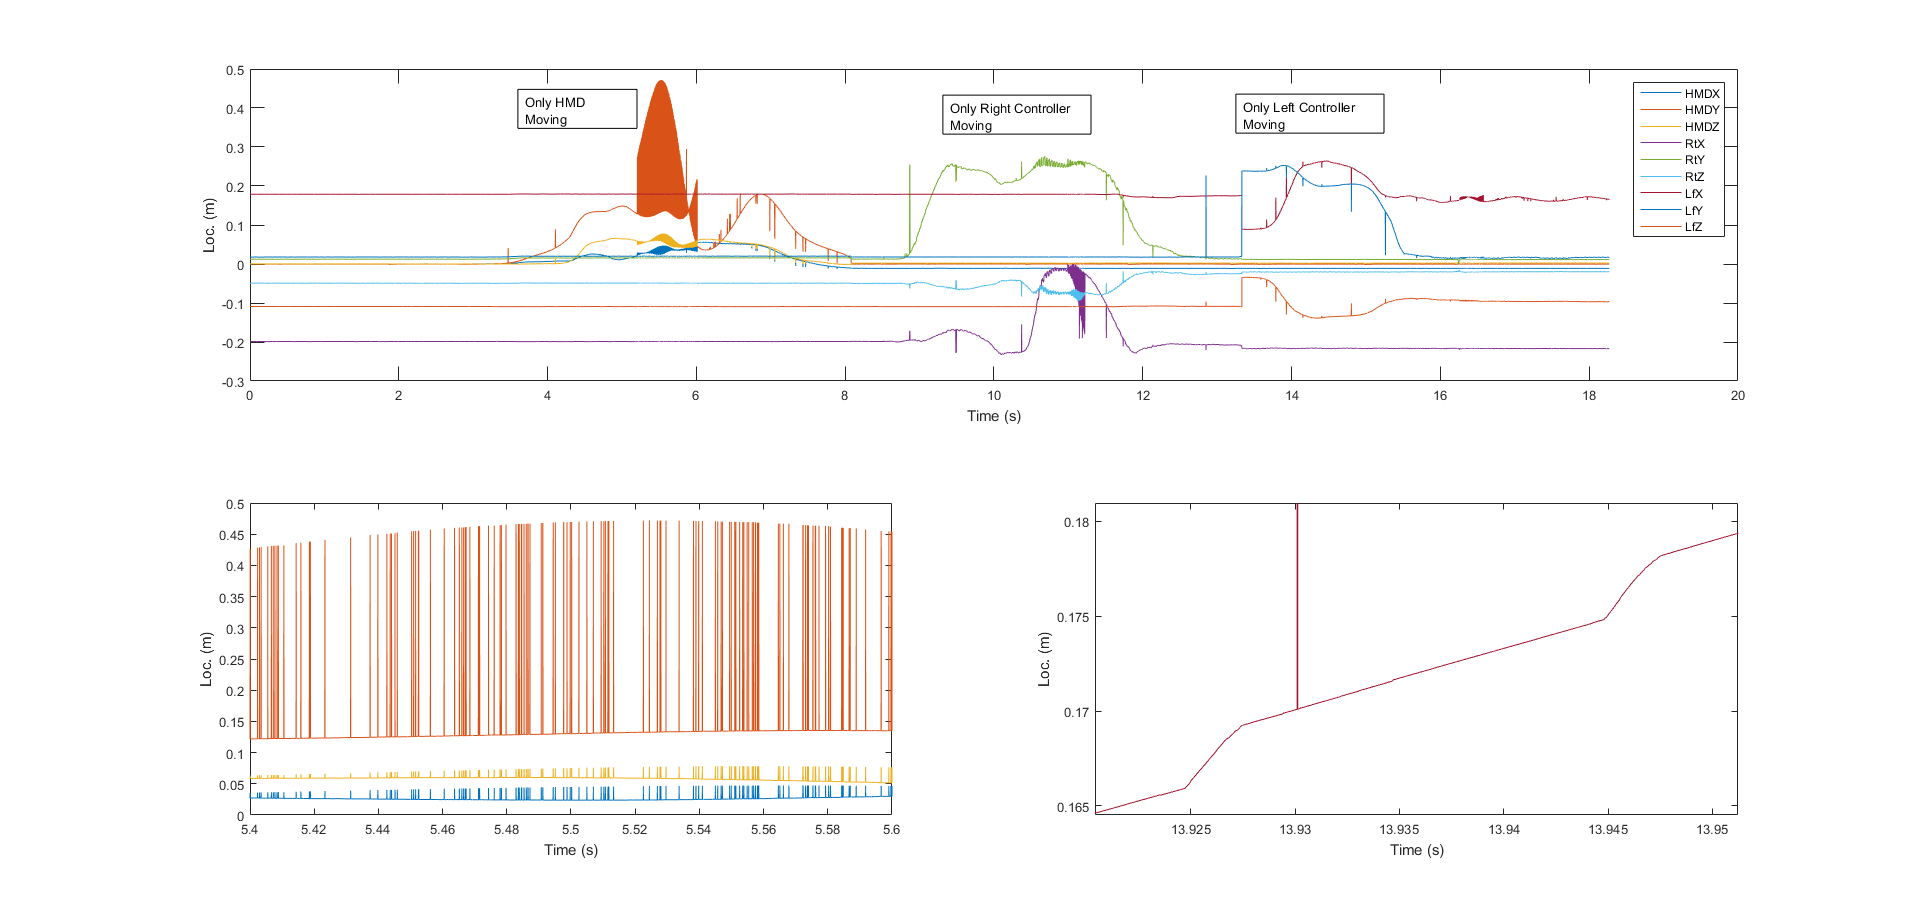 0.5
0.4
0.3
0.2
0.1
0
-0.1
-0.2
-0.3
Loc. (m)
Only HMD
Moving
Only Right Controller
Moving
Only Left Controller
Moving
HMDX
HMDY
HMDZ
RtX
RtY
RtZ
LfX
LfY
LfZ
0 2 4 6 8 10 12 14 16 18 20
Time (s)
0.5
0.45
0.4
0.35
0.3
0.25
0.2
0.15
0.1
0.05
0
Loc. (m)
5.4 5.42 5.44 5.46 5.48 5.5 5.52 5.54 5.56 5.58 5.6
Time (s)
0.18
0.175
0.17
0.165
Loc. (m)
13.925 13.93 13.935 13.94 13.945 13.95
Time (s)